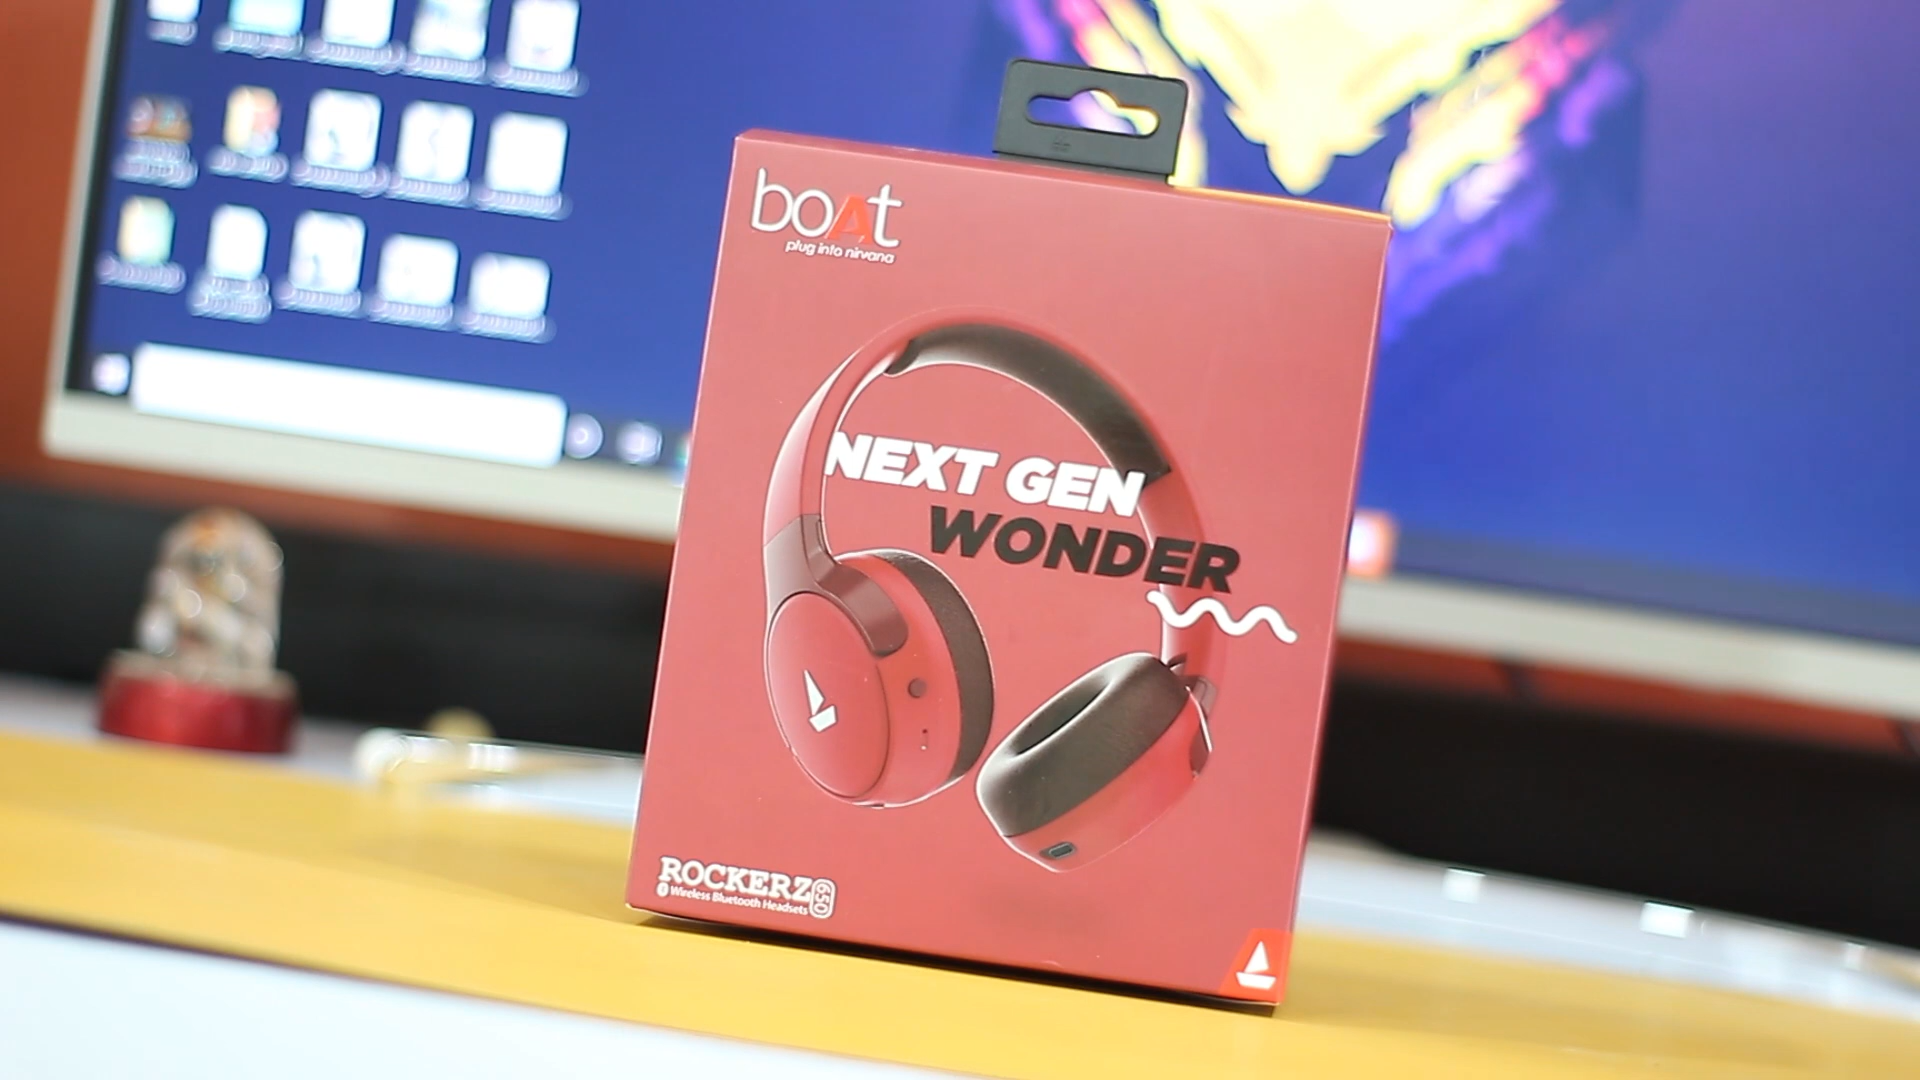 boAt
plug into nirvana
NEXT GEN
WONDER
ROCKERZ 650
Wireless Bluetooth Headsets